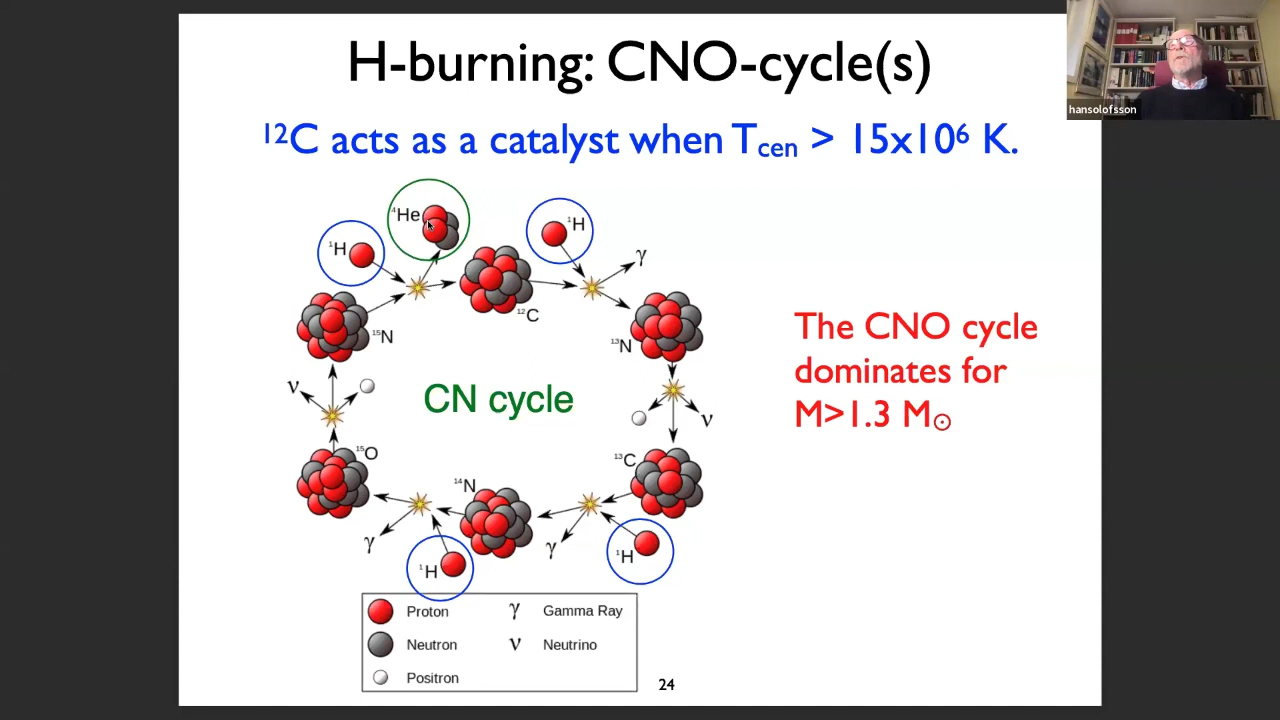 H-burning: CNO-cycle(s)
hansolofsson
¹²C acts as a catalyst when T_cen > 15x10⁶ K.
⁴He
¹H
¹H
γ
¹²C
¹⁵N
¹³N
The CNO cycle
dominates for
M>1.3 M☉
ν
CN cycle
ν
¹⁵O
¹³C
¹⁴N
γ
γ
¹H
¹H
Proton γ Gamma Ray
Neutron ν Neutrino
Positron
24